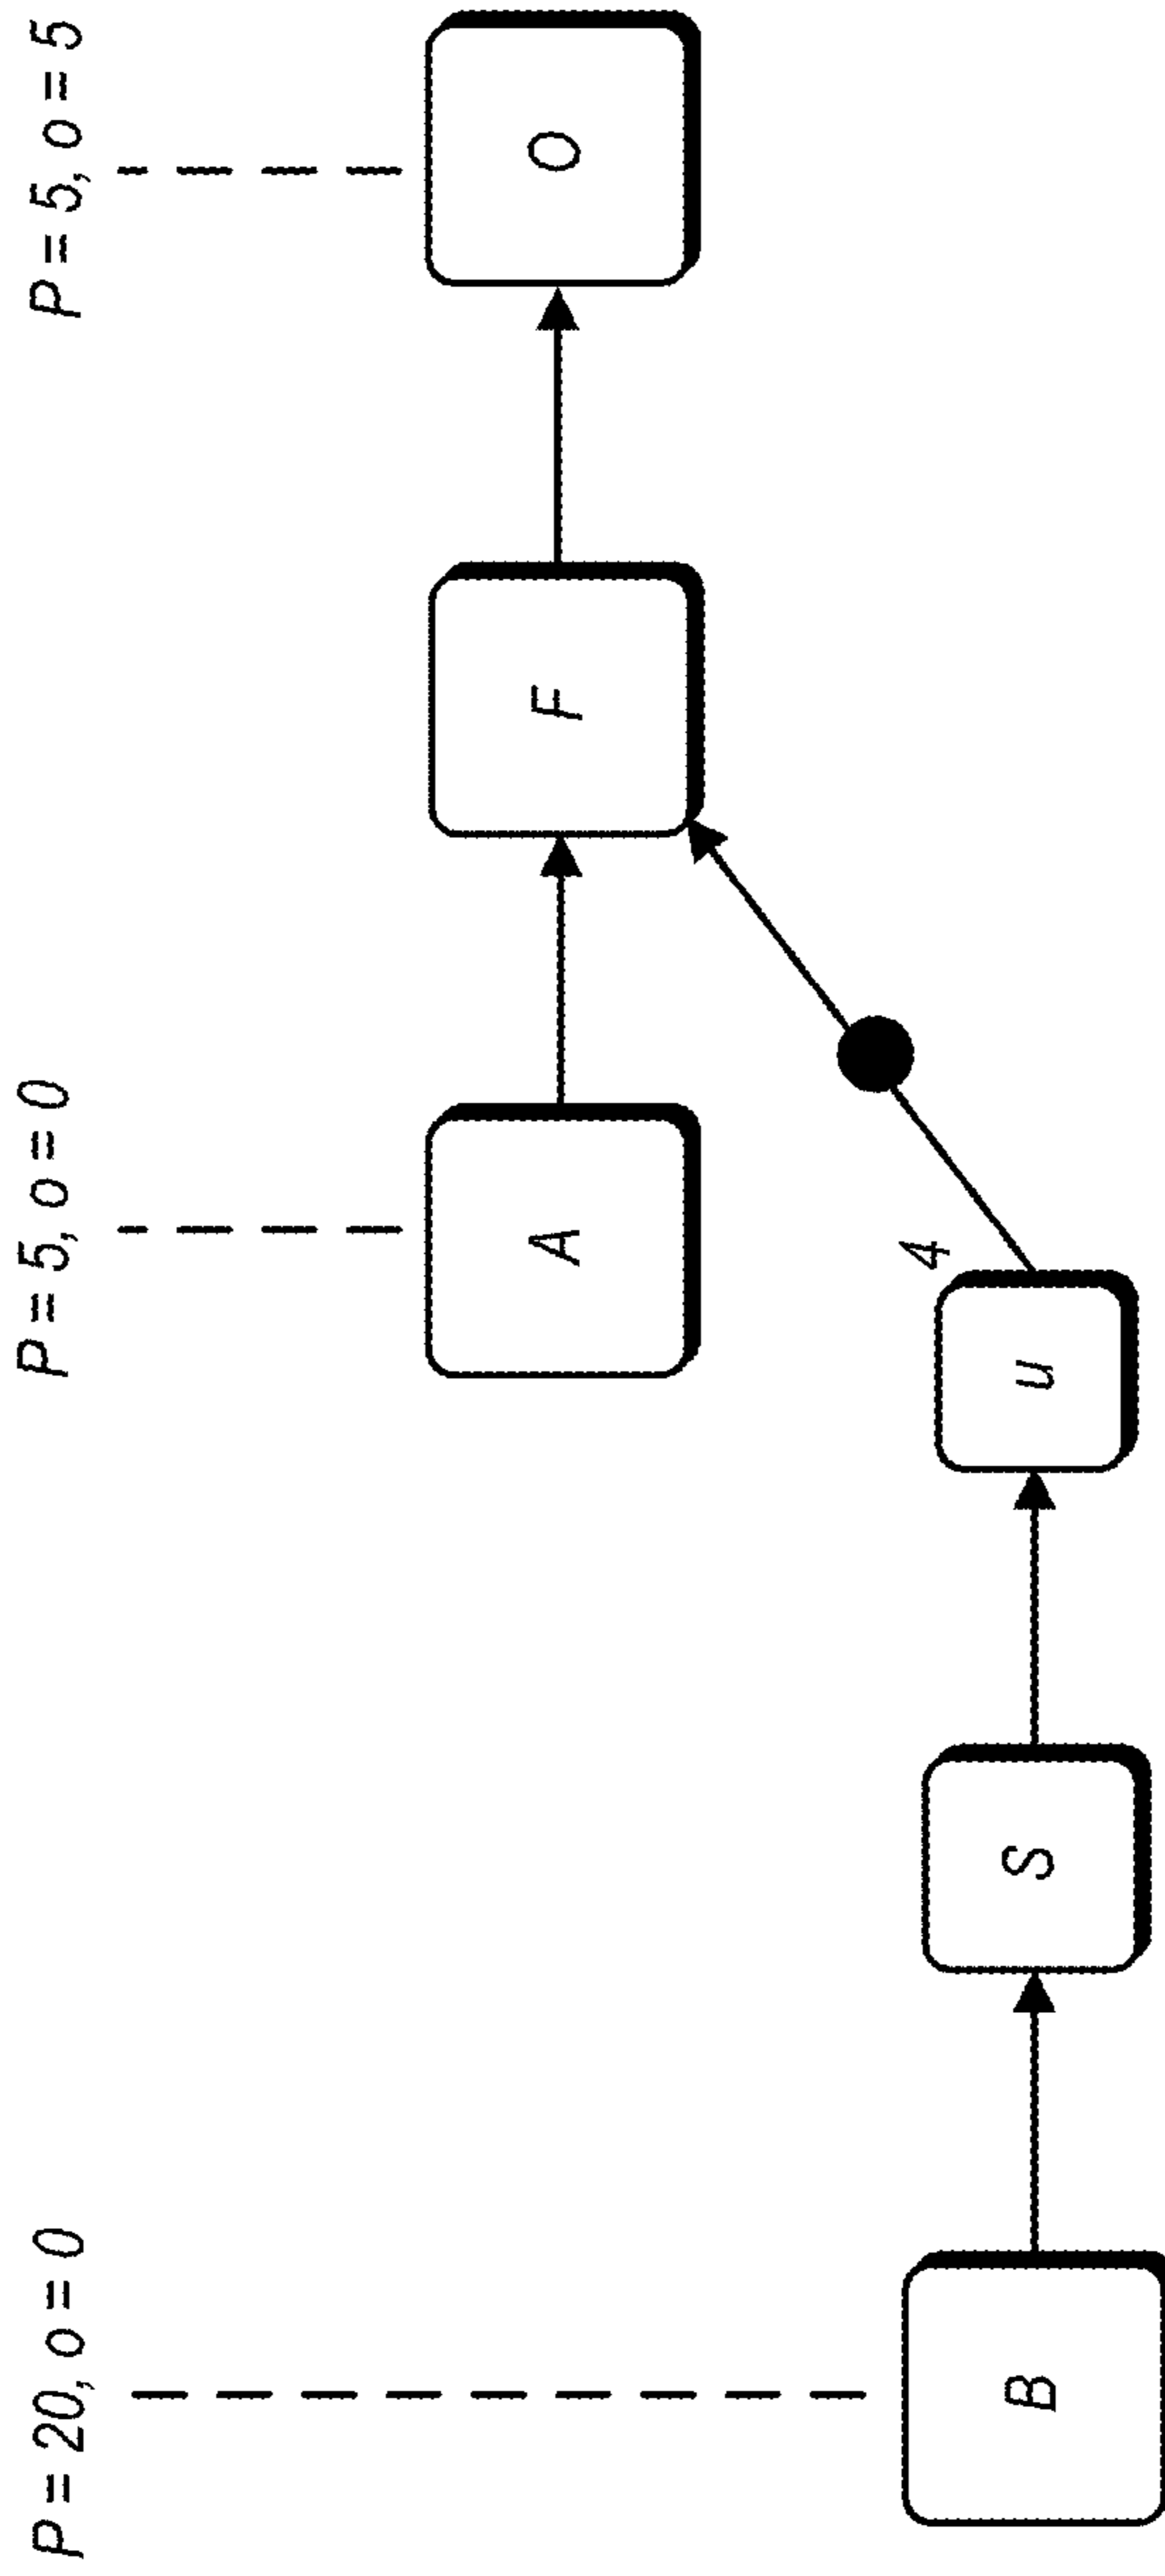 P = 20, o = 0
P = 5, o = 0
P = 5, o = 5
A
F
O
4
B
S
u